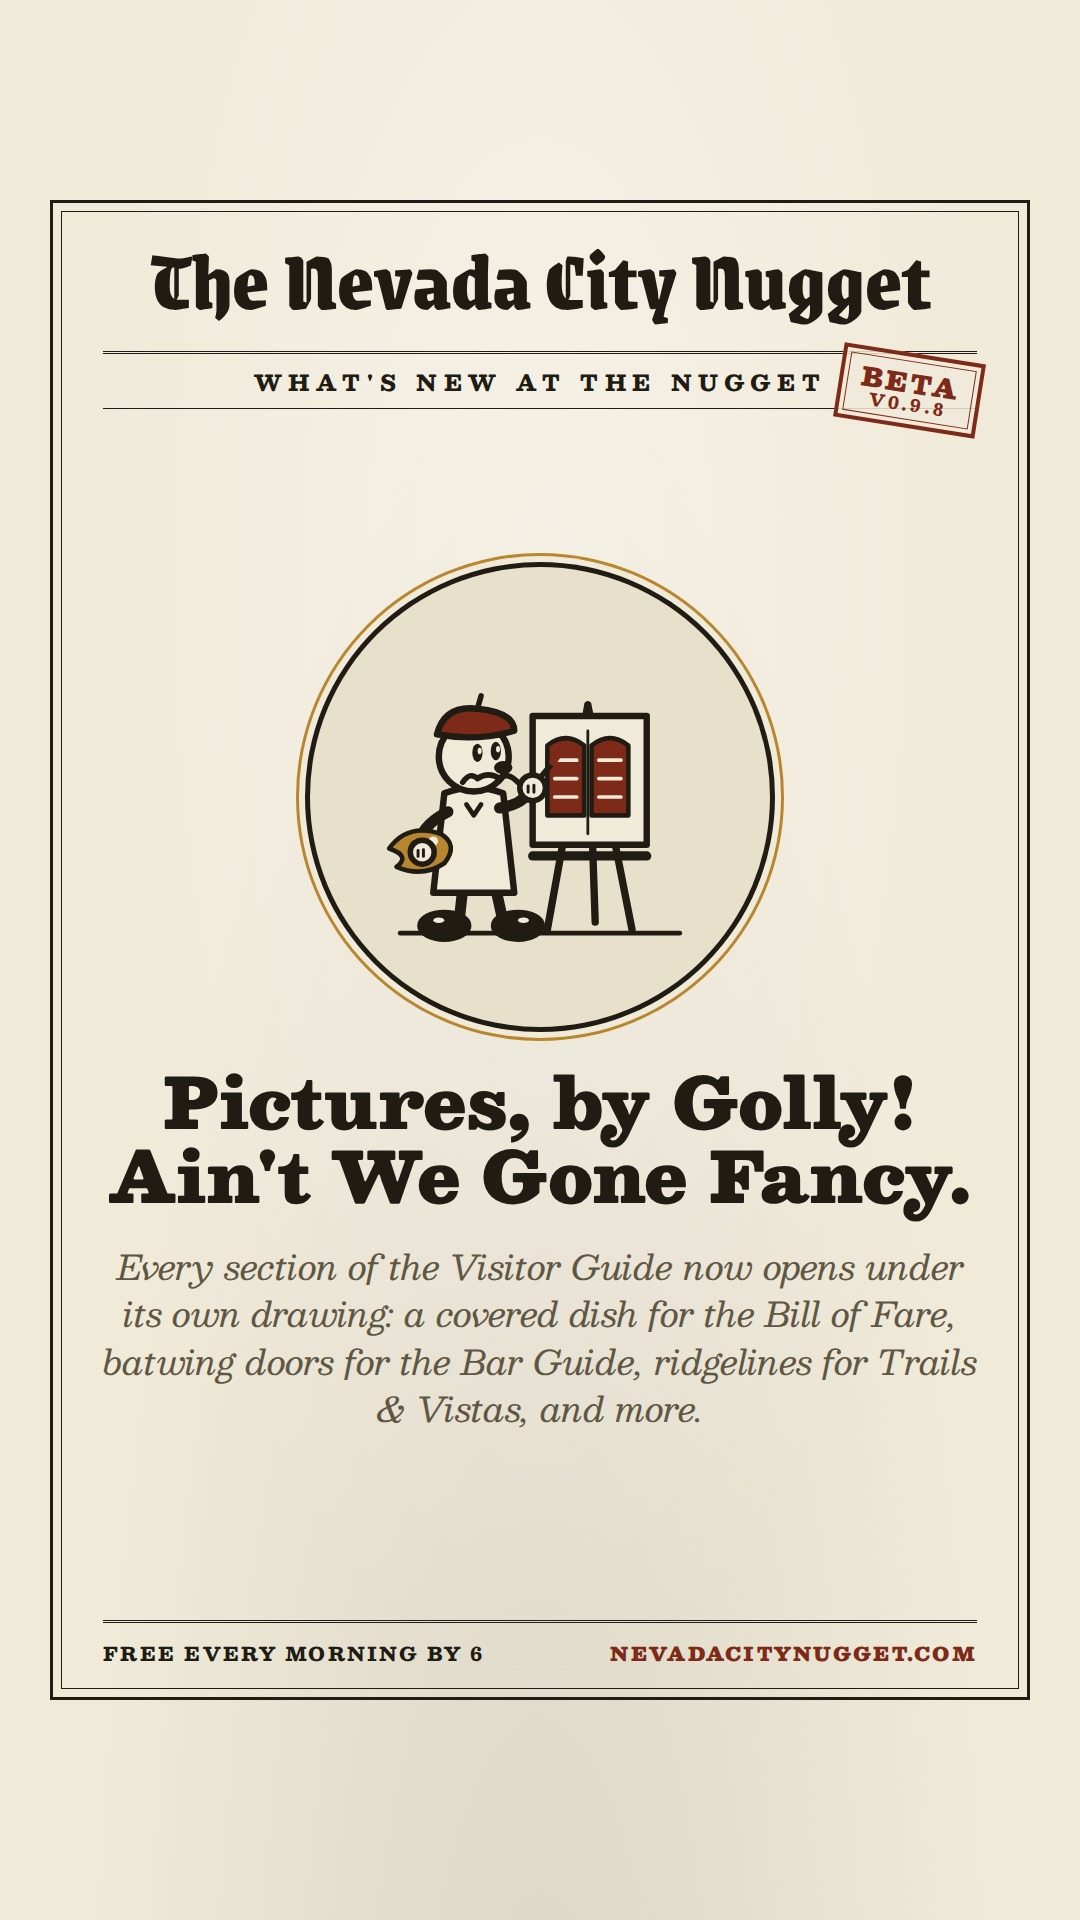 The Nevada City Nugget
WHAT'S NEW AT THE NUGGET
BETA
V0.9.8
Pictures, by Golly!
Ain't We Gone Fancy.
Every section of the Visitor Guide now opens under
its own drawing: a covered dish for the Bill of Fare,
batwing doors for the Bar Guide, ridgelines for Trails
& Vistas, and more.
FREE EVERY MORNING BY 6
NEVADACITYNUGGET.COM